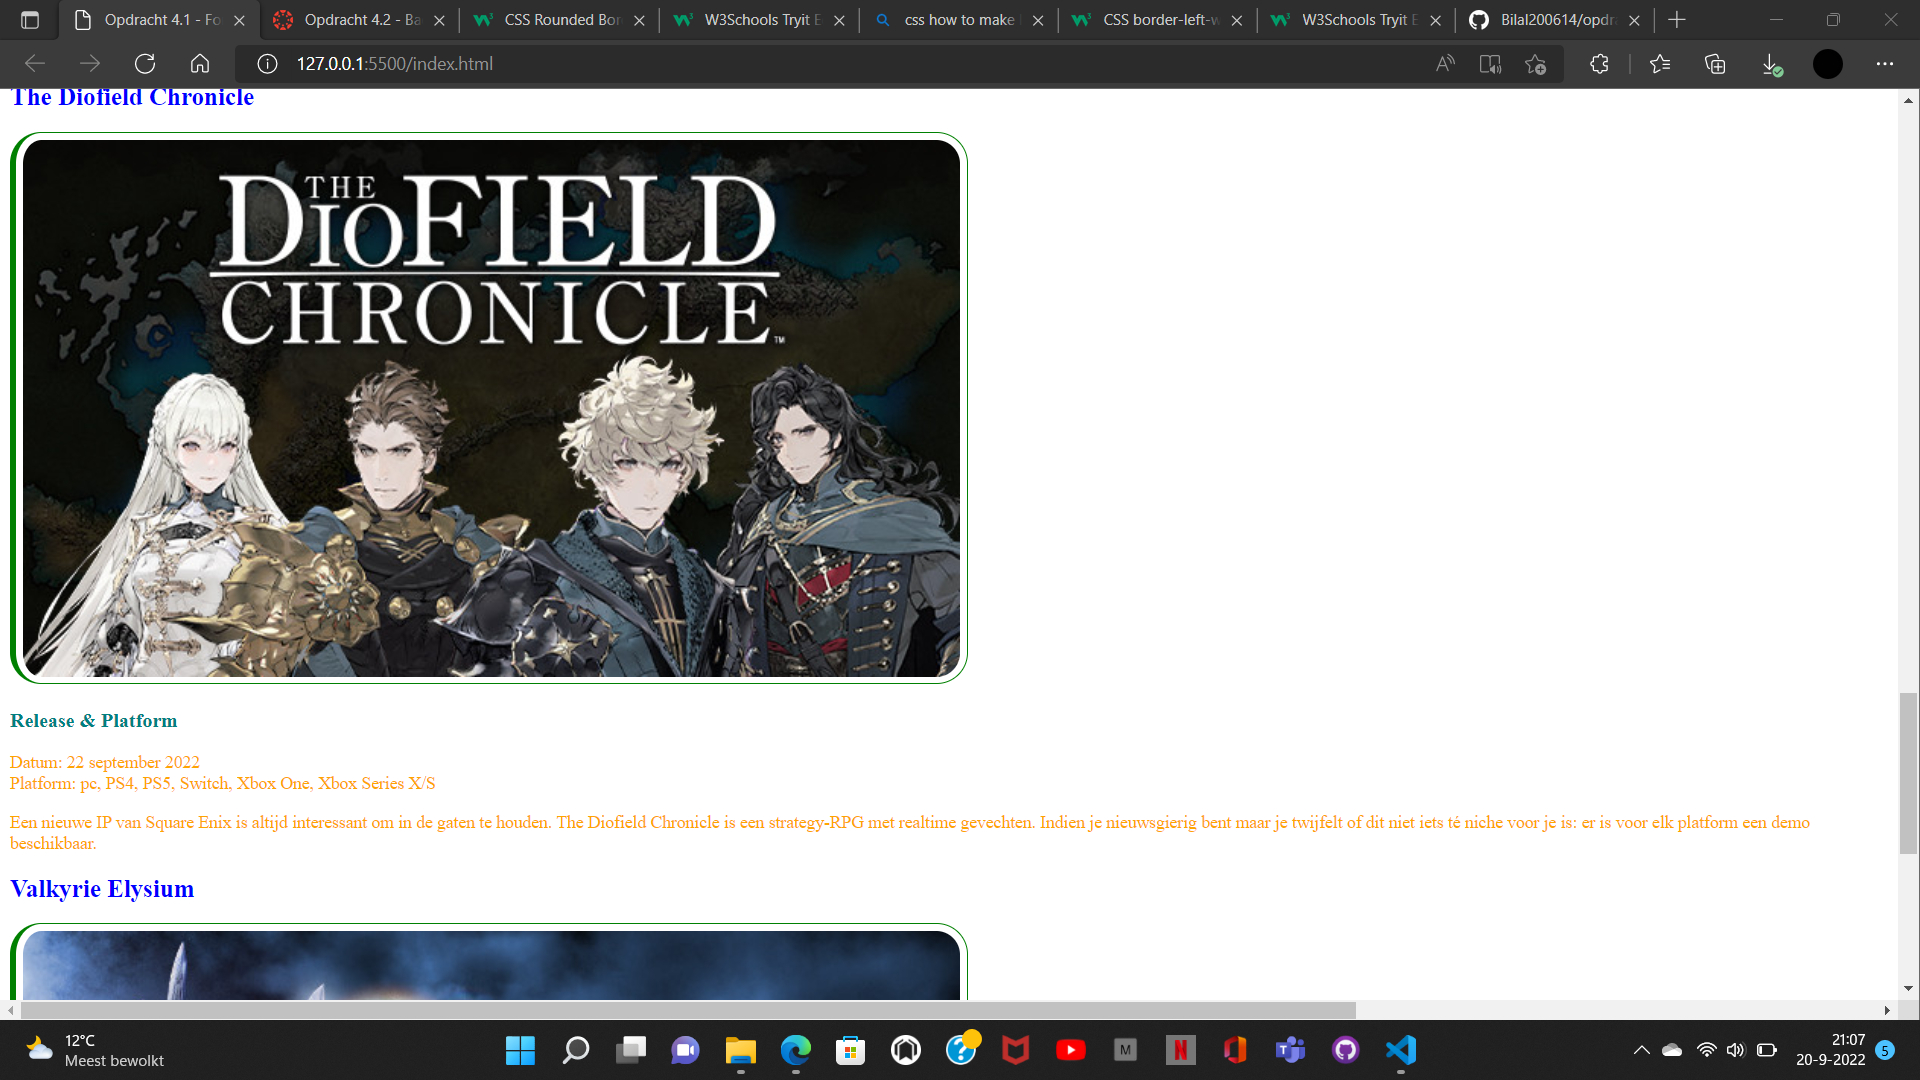 Opdracht 4.1 - Fo
Opdracht 4.2 - Ba
CSS Rounded Bor
W3Schools Tryit E
css how to make
CSS border-left-w
W3Schools Tryit E
Bilal200614/opdra
127.0.0.1:5500/index.html
The Diofield Chronicle
THE
DIOFIELD
CHRONICLE
TM
Release & Platform
Datum: 22 september 2022
Platform: pc, PS4, PS5, Switch, Xbox One, Xbox Series X/S
Een nieuwe IP van Square Enix is altijd interessant om in de gaten te houden. The Diofield Chronicle is een strategy-RPG met realtime gevechten. Indien je nieuwsgierig bent maar je twijfelt of dit niet iets té niche voor je is: er is voor elk platform een demo
beschikbaar.
Valkyrie Elysium
12°C
Meest bewolkt
21:07
20-9-2022
5